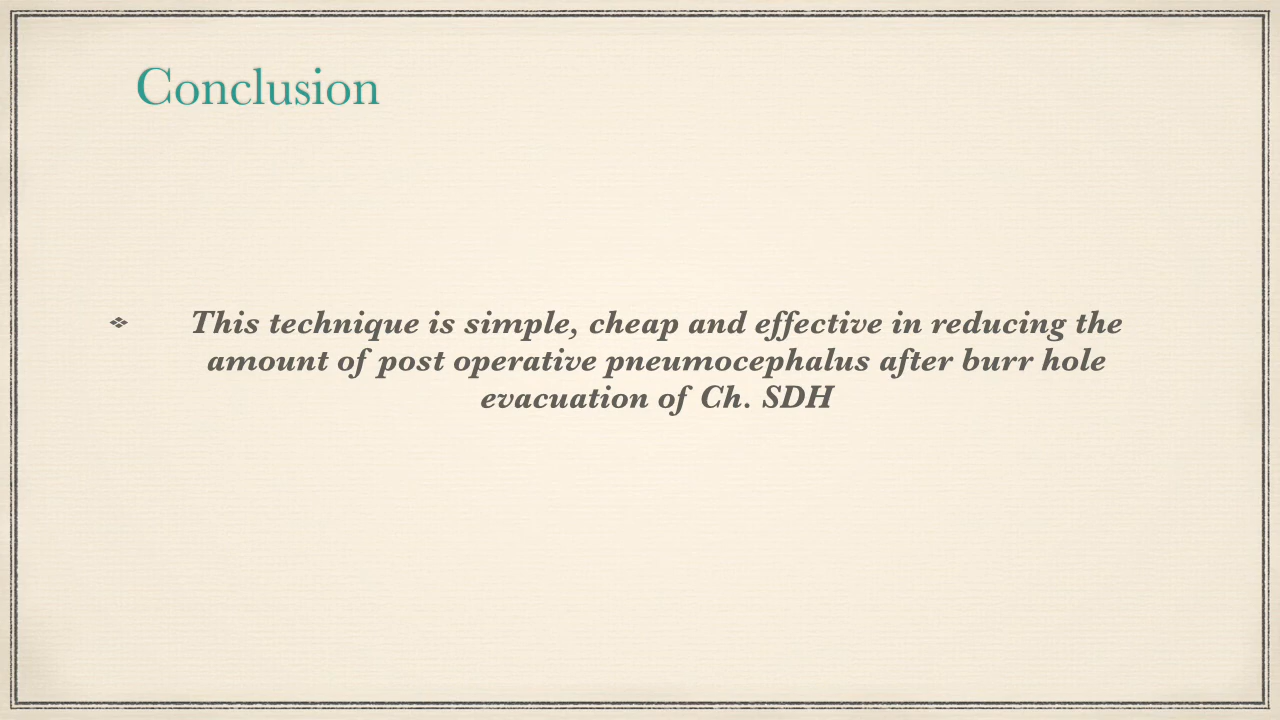 Conclusion
❖ This technique is simple, cheap and effective in reducing the
amount of post operative pneumocephalus after burr hole
evacuation of Ch. SDH